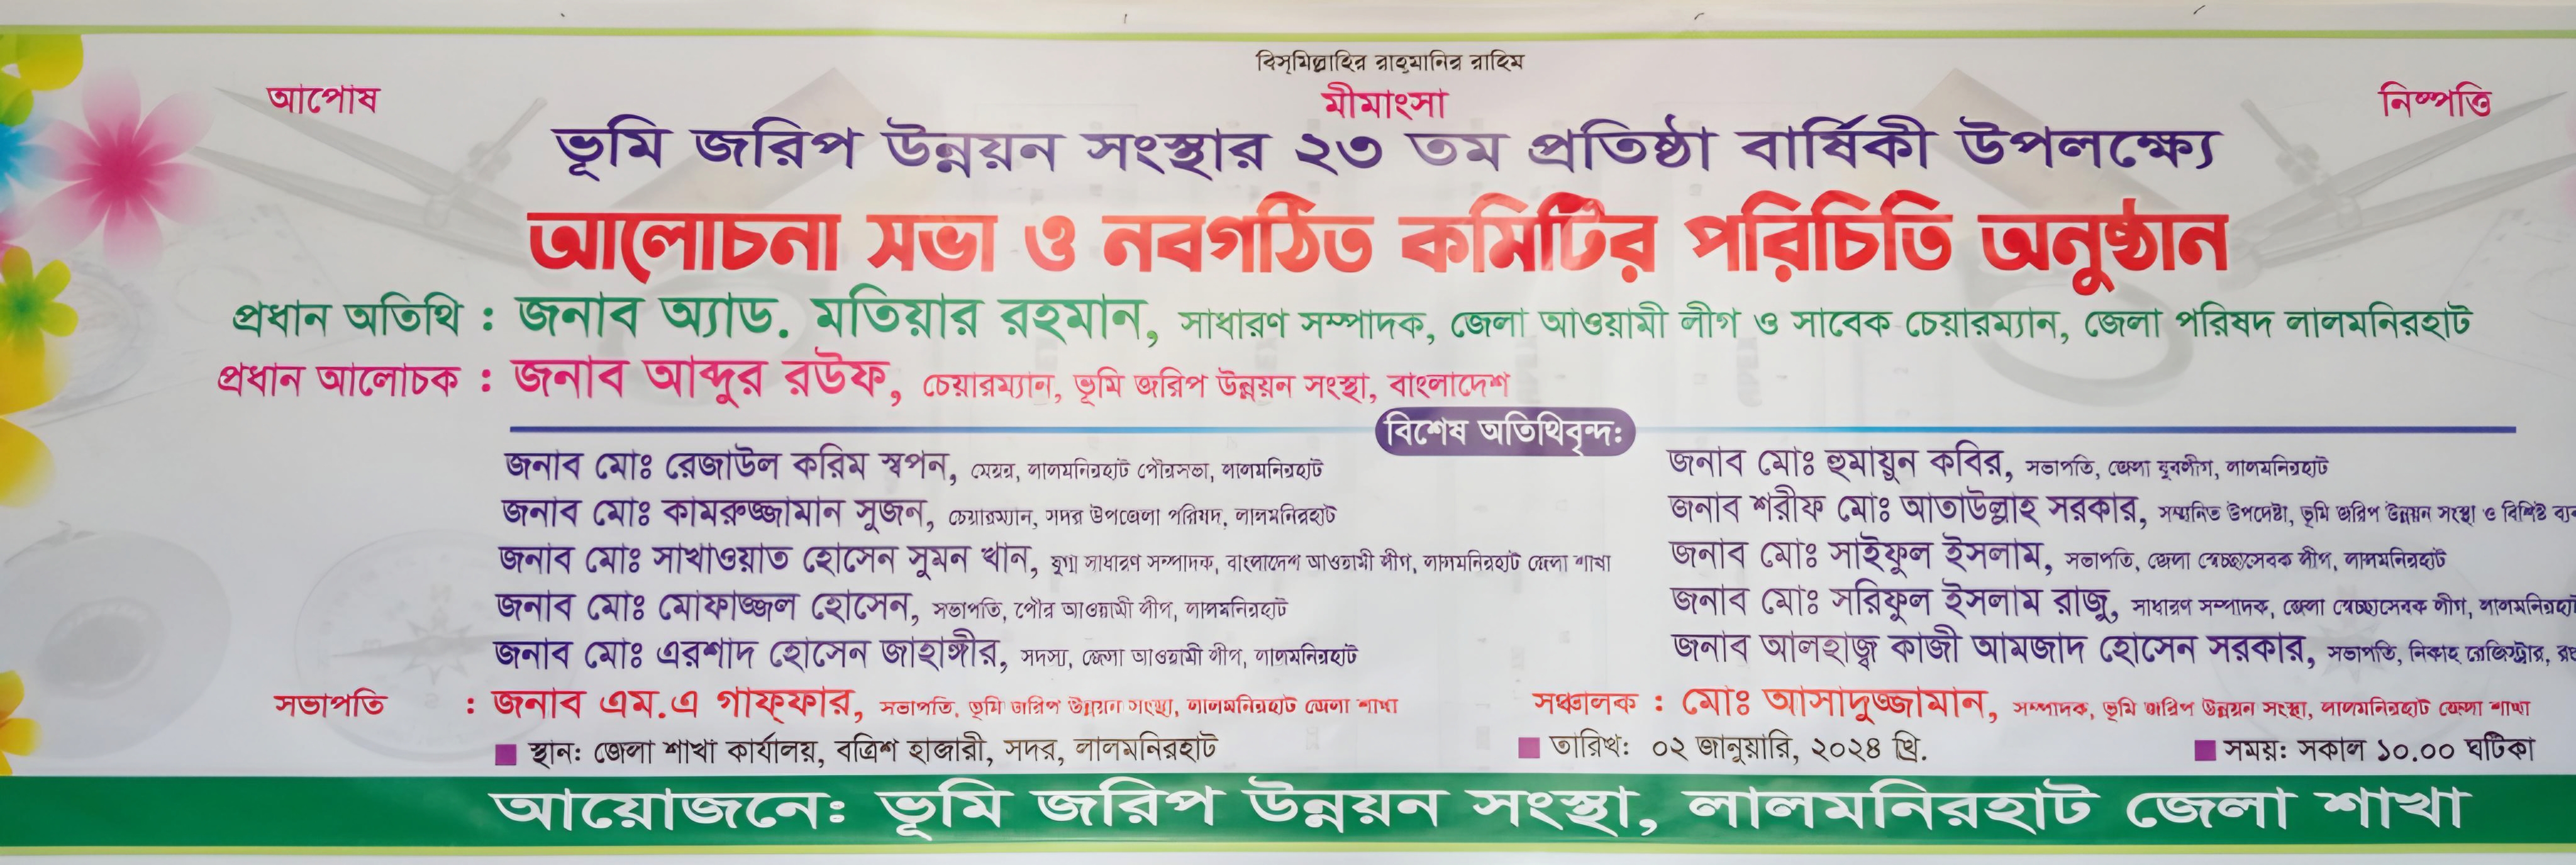 বিস্‌মিল্লাহির রাহ্‌মানির রাহিম
আপোষ মীমাংসা নিষ্পত্তি
ভূমি জরিপ উন্নয়ন সংস্থার ২৩ তম প্রতিষ্ঠা বার্ষিকী উপলক্ষ্যে
আলোচনা সভা ও নবগঠিত কমিটির পরিচিতি অনুষ্ঠান
প্রধান অতিথি : জনাব অ্যাড. মতিয়ার রহমান, সাধারণ সম্পাদক, জেলা আওয়ামী লীগ ও সাবেক চেয়ারম্যান, জেলা পরিষদ লালমনিরহাট
প্রধান আলোচক : জনাব আব্দুর রউফ, চেয়ারম্যান, ভূমি জরিপ উন্নয়ন সংস্থা, বাংলাদেশ
বিশেষ অতিথিবৃন্দ:
জনাব মোঃ রেজাউল করিম স্বপন, মেয়র, লালমনিরহাট পৌরসভা, লালমনিরহাট
জনাব মোঃ কামরুজ্জামান সুজন, চেয়ারম্যান, সদর উপজেলা পরিষদ, লালমনিরহাট
জনাব মোঃ সাখাওয়াত হোসেন সুমন খান, যুগ্ম সাধারণ সম্পাদক, বাংলাদেশ আওয়ামী লীগ, লালমনিরহাট জেলা শাখা
জনাব মোঃ মোফাজ্জল হোসেন, সভাপতি, পৌর আওয়ামী লীগ, লালমনিরহাট
জনাব মোঃ এরশাদ হোসেন জাহাঙ্গীর, সদস্য, জেলা আওয়ামী লীগ, লালমনিরহাট
জনাব মোঃ হুমায়ুন কবির, সভাপতি, জেলা যুবলীগ, লালমনিরহাট
জনাব শরীফ মোঃ আতাউল্লাহ সরকার, সম্মানিত উপদেষ্টা, ভূমি জরিপ উন্নয়ন সংস্থা ও বিশিষ্ট
জনাব মোঃ সাইফুল ইসলাম, সভাপতি, জেলা স্বেচ্ছাসেবক লীগ, লালমনিরহাট
জনাব মোঃ সরিফুল ইসলাম রাজু, সাধারণ সম্পাদক, জেলা স্বেচ্ছাসেবক লীগ, লালমনিরহাট
জনাব আলহাজ্ব কাজী আমজাদ হোসেন সরকার, সভাপতি, নিকাহ রেজিস্ট্রার,
সভাপতি : জনাব এম.এ গাফ্‌ফার, সভাপতি, ভূমি জরিপ উন্নয়ন সংস্থা, লালমনিরহাট জেলা শাখা
সঞ্চালক : মোঃ আসাদুজ্জামান, সম্পাদক, ভূমি জরিপ উন্নয়ন সংস্থা, লালমনিরহাট জেলা শাখা
স্থান: জেলা শাখা কার্যালয়, বত্রিশ হাজারী, সদর, লালমনিরহাট তারিখ: ০২ জানুয়ারি, ২০২৪ খ্রি. সময়: সকাল ১০.০০ ঘটিকা
আয়োজনে: ভূমি জরিপ উন্নয়ন সংস্থা, লালমনিরহাট জেলা শাখা